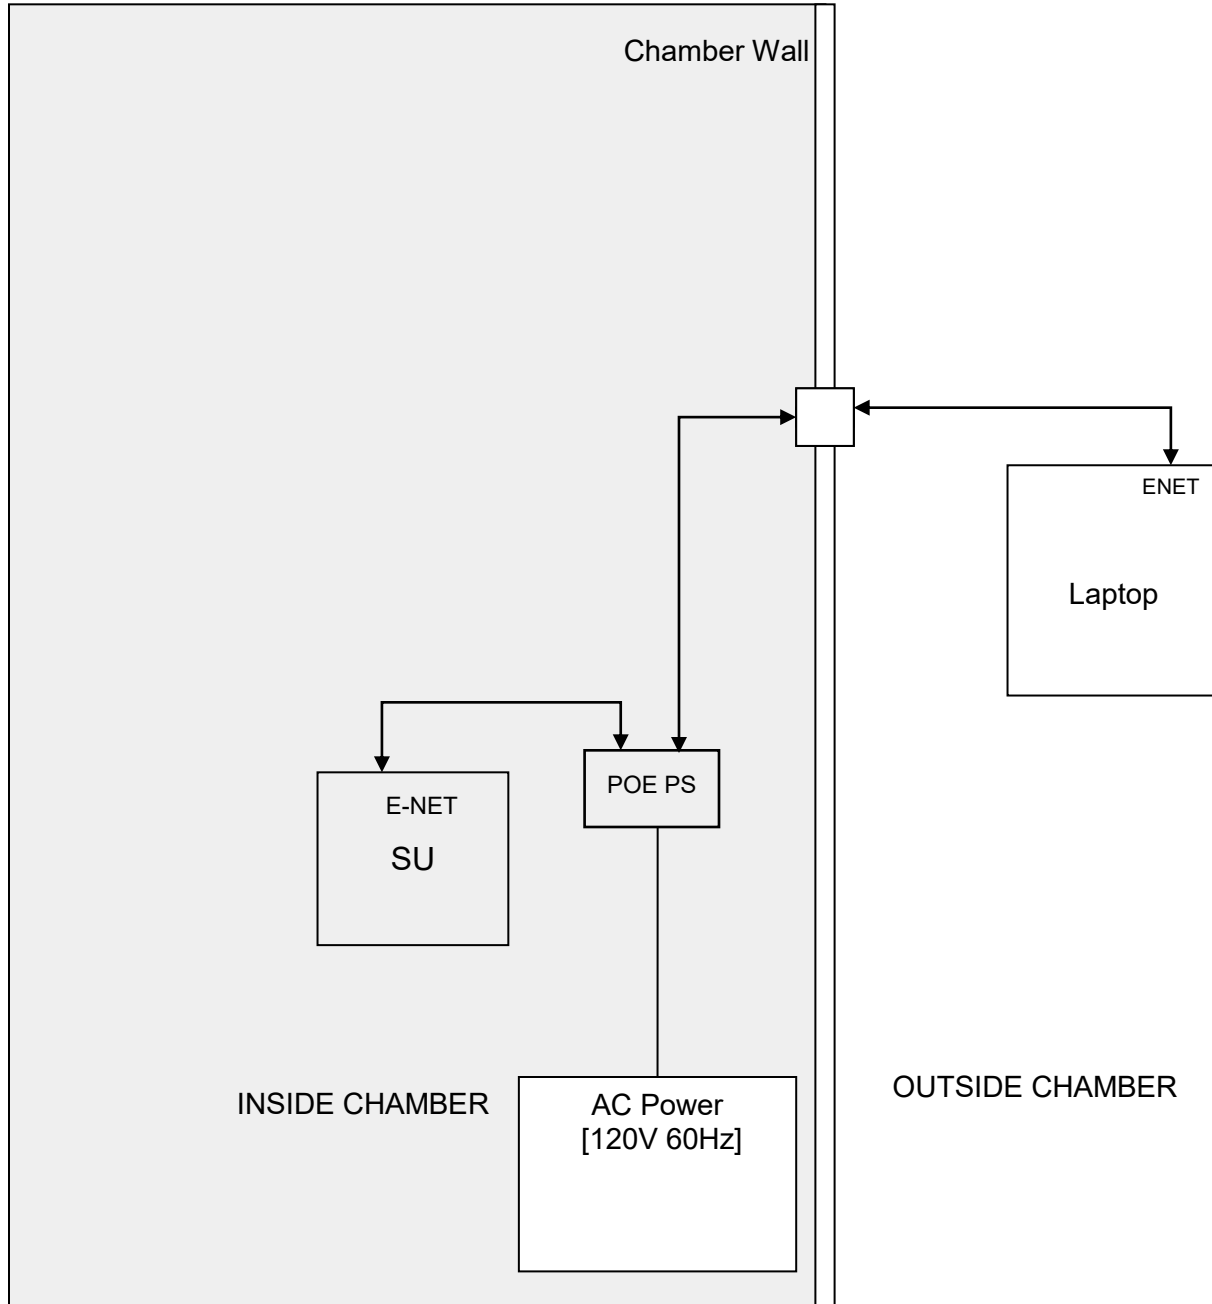 Chamber Wall
ENET
Laptop
POE PS
E-NET
SU
INSIDE CHAMBER
AC Power
[120V 60Hz]
OUTSIDE CHAMBER